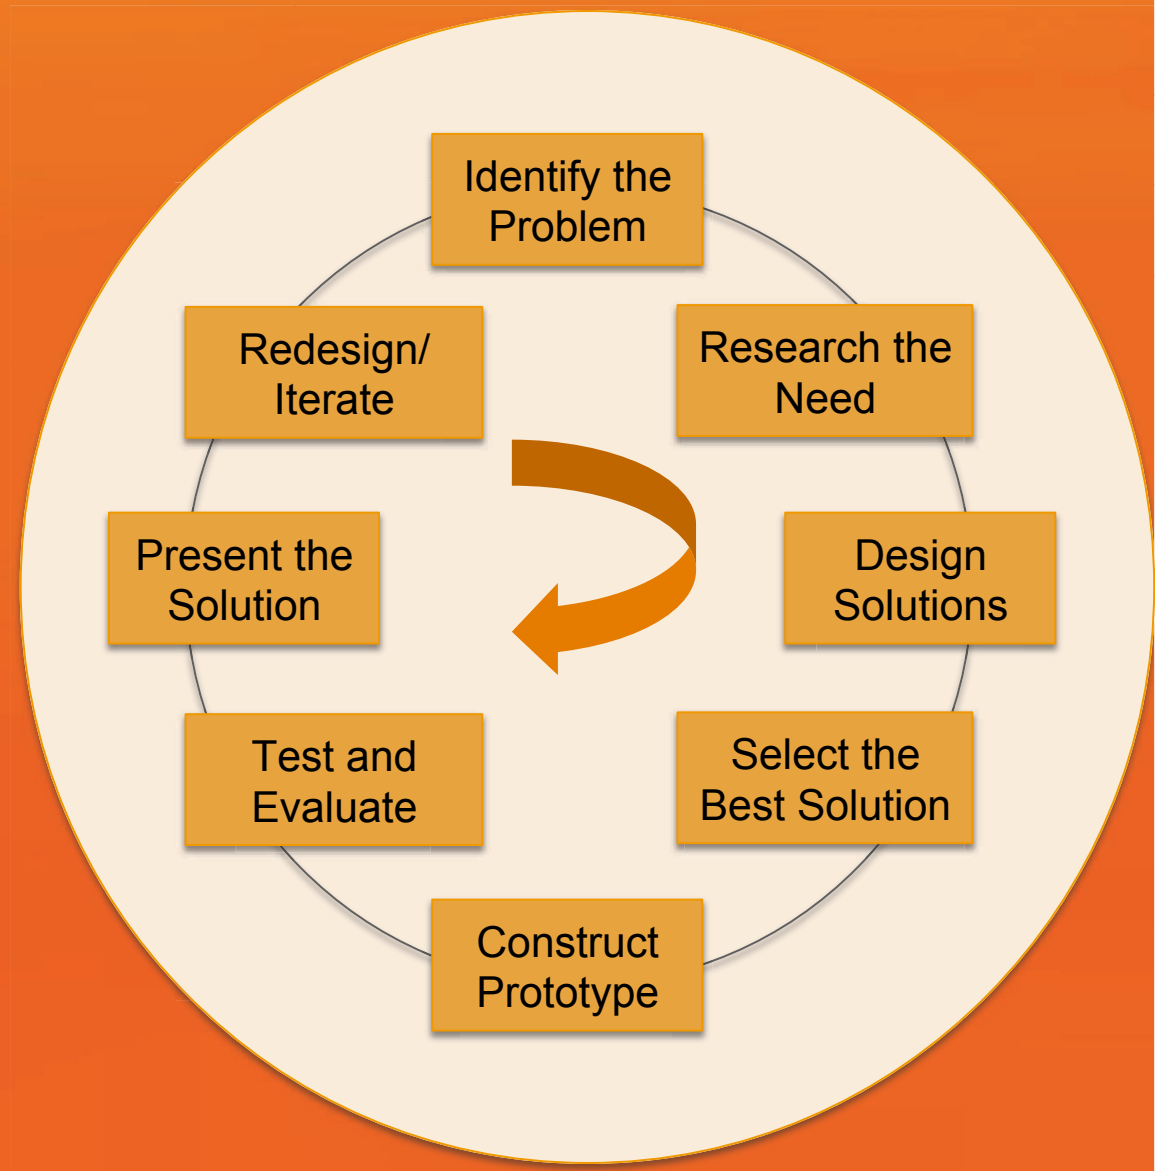 Identify the
Problem
Research the
Need
Design
Solutions
Select the
Best Solution
Construct
Prototype
Test and
Evaluate
Present the
Solution
Redesign/
Iterate